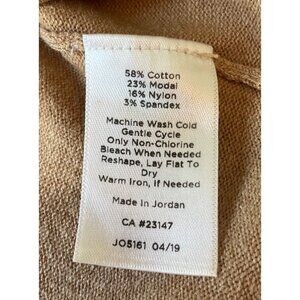 58% Cotton
23% Modal
16% Nylon
3% Spandex
Machine Wash Cold
Gentle Cycle
Only Non-Chlorine
Bleach When Needed
Reshape, Lay Flat To
Dry
Warm Iron, If Needed
Made In Jordan
CA #23147
JO5161 04/19